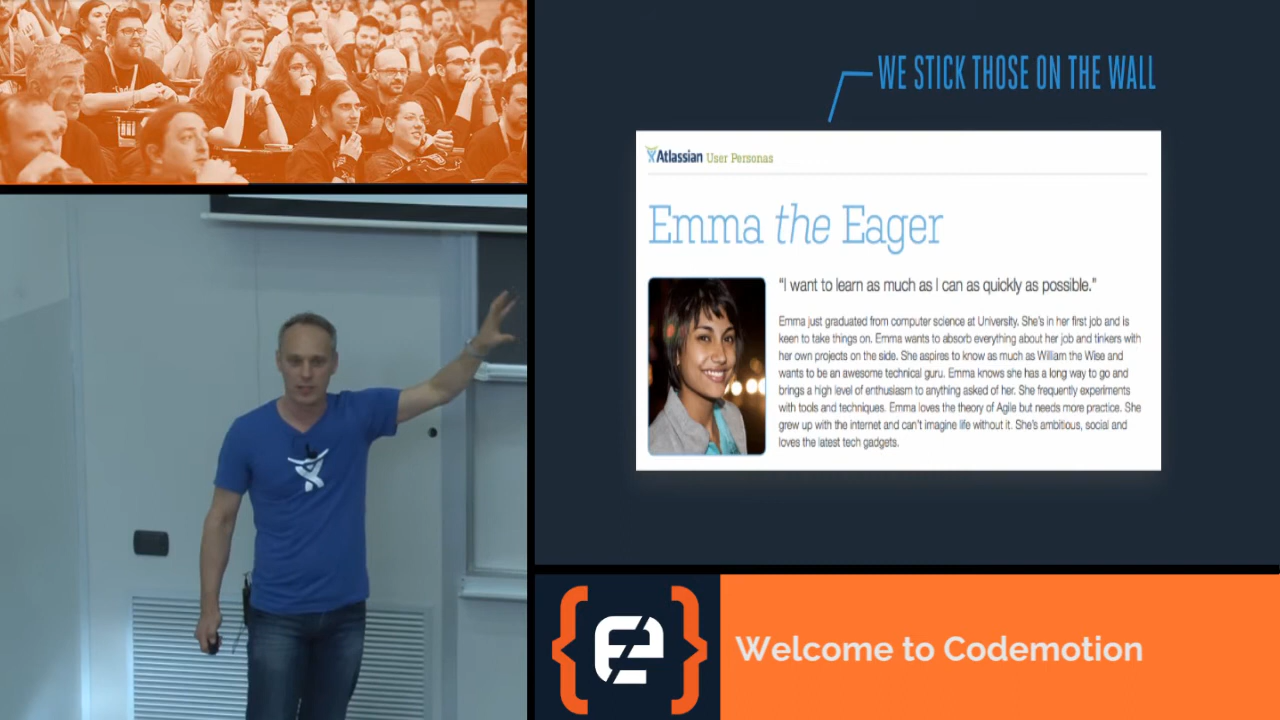 WE STICK THOSE ON THE WALL
Atlassian User Personas
Emma the Eager
"I want to learn as much as I can as quickly as possible."
Emma just graduated from computer science at University. She's in her first job and is
keen to take things on. Emma wants to absorb everything about her job and tinkers with
her own projects on the side. She aspires to know as much as William the Wise and
wants to be an awesome technical guru. Emma knows she has a long way to go and
brings a high level of enthusiasm to anything asked of her. She frequently experiments
with tools and techniques. Emma loves the theory of Agile but needs more practice. She
grew up with the internet and can't imagine life without it. She's ambitious, social and
loves the latest tech gadgets.
Welcome to Codemotion